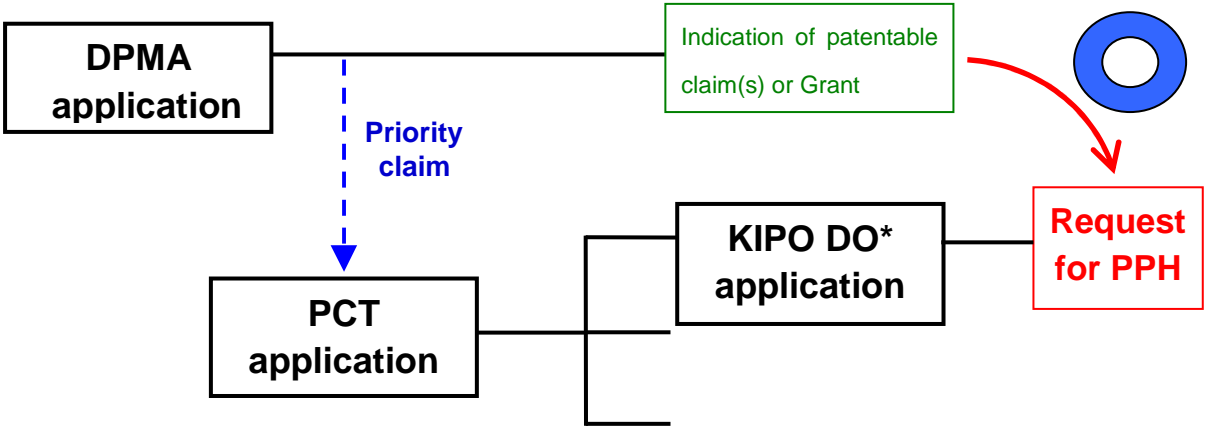 DPMA
application
Indication of patentable
claim(s) or Grant
Priority
claim
KIPO DO*
application
Request
for PPH
PCT
application